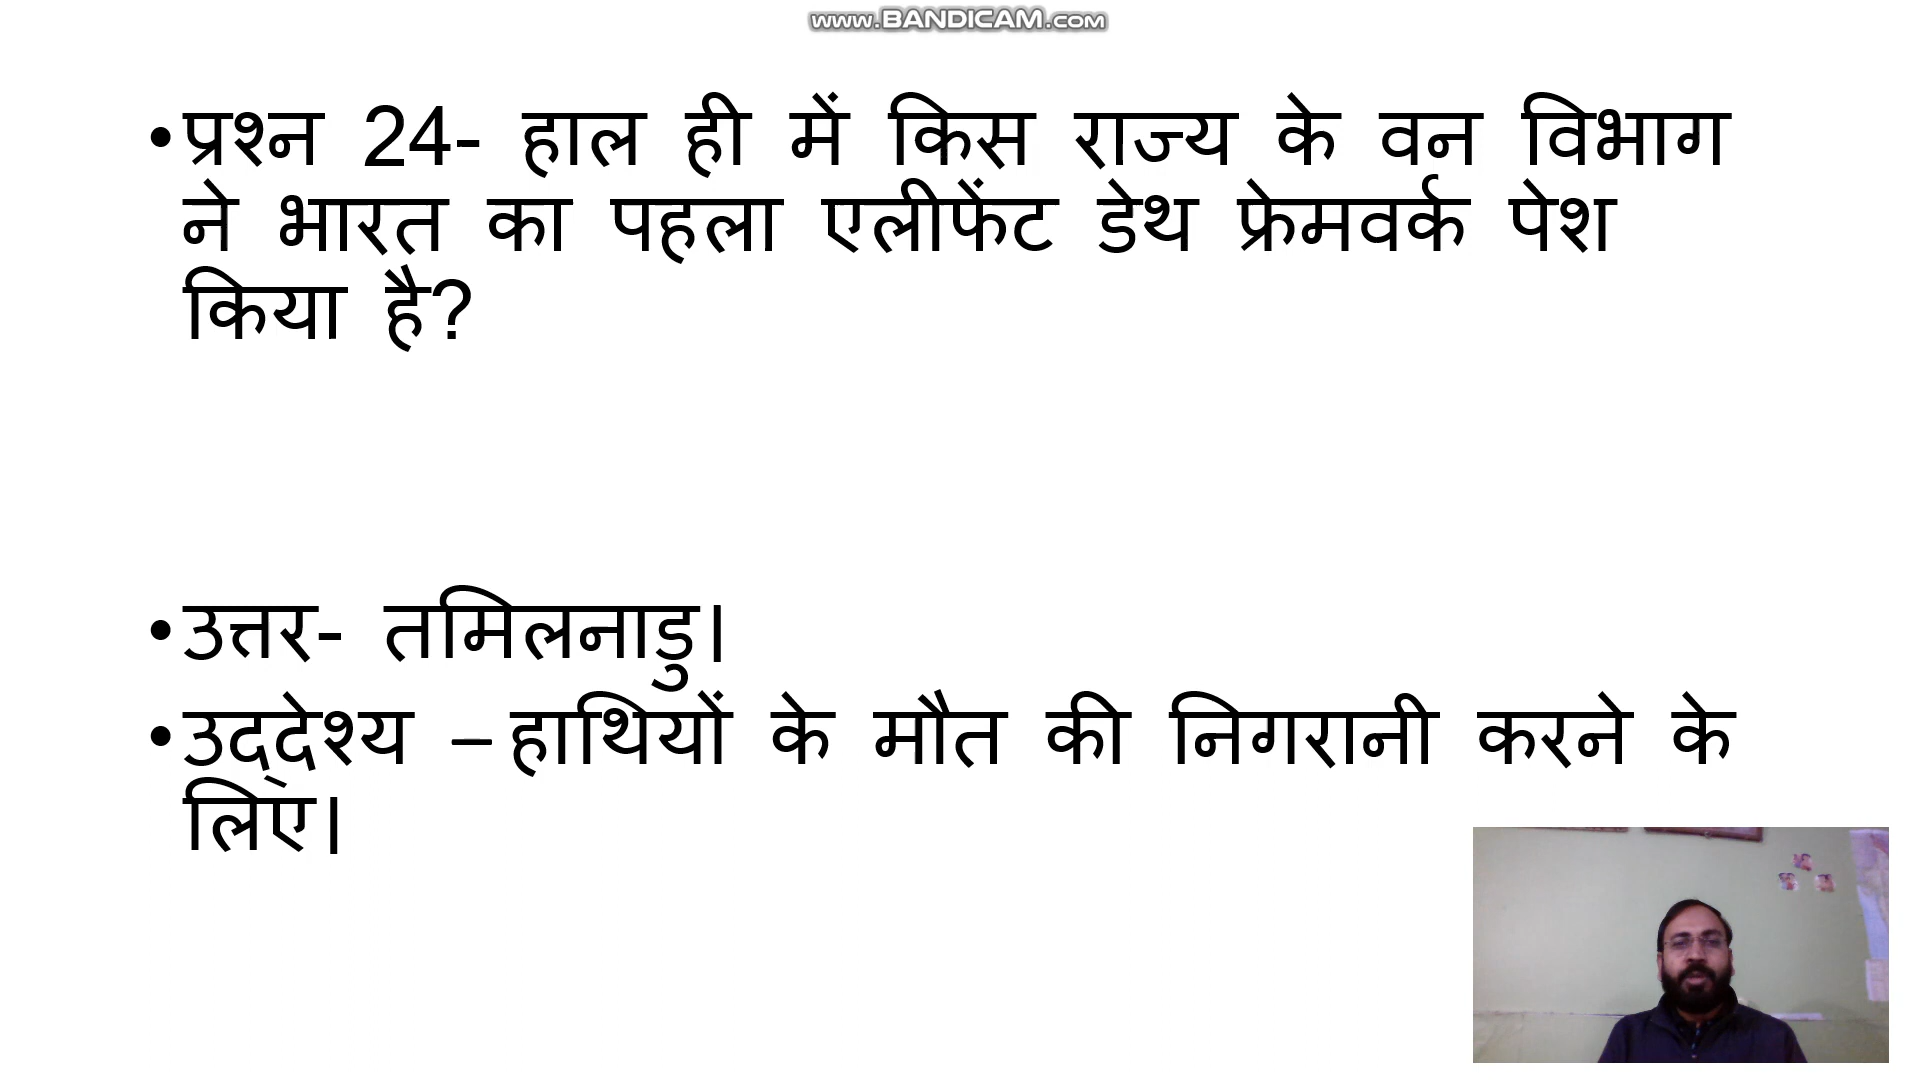 www.BANDICAM.com
•प्रश्न 24- हाल ही में किस राज्य के वन विभाग
ने भारत का पहला एलीफेंट डेथ फ्रेमवर्क पेश
किया है?
•उत्तर- तमिलनाडु।
•उद्देश्य – हाथियों के मौत की निगरानी करने के
लिए।